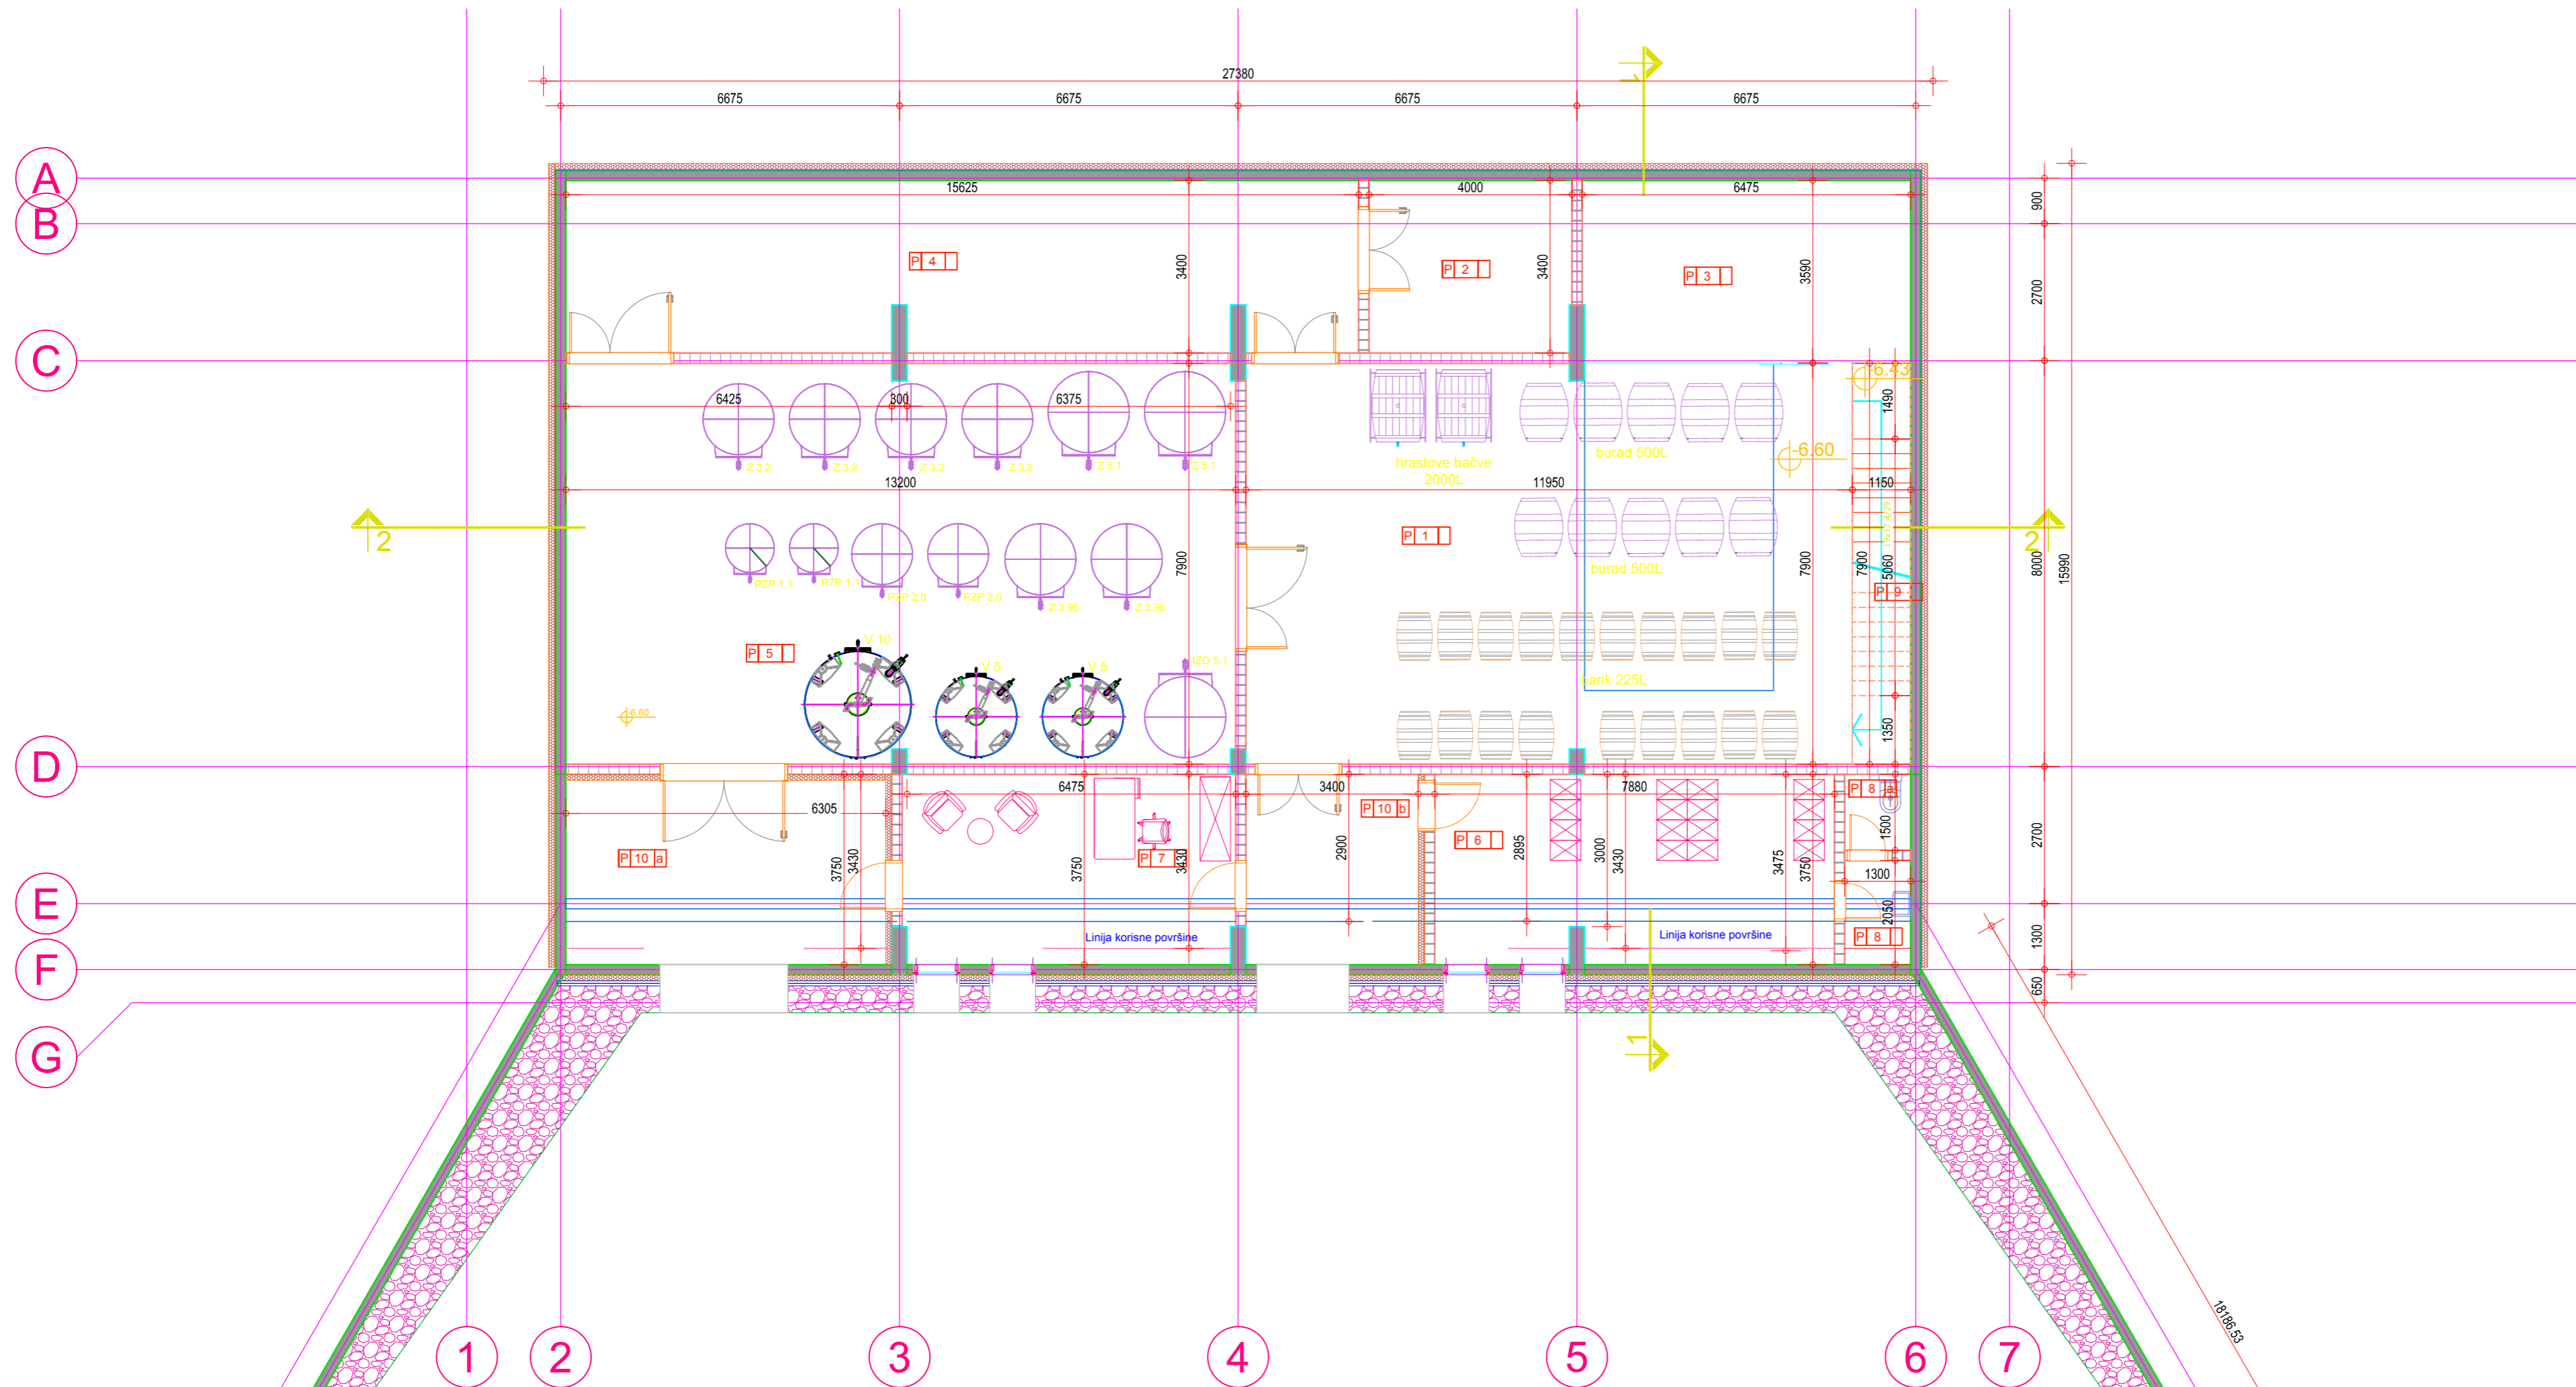 27380
6675 6675 6675 6675
1
A
B
C
D
E
F
G
15625 4000 6475
900
2700
8000
15990
2700
1300
650
P 4
P 2
P 3
3400
3400
3590
-6.43
1490
6425 300 6375
Z 3.2 Z 3.2 Z 3.2 Z 3.2 Z 5.1 Z 5.1
hrastove bačve
2000L
burad 500L
-6.60
13200 11950 1150
2 2
P 1
7900
7900
7900
5060
P 9
burad 500L
PZP 1,1 PZP 1,1 PZP 2,0 PZP 2,0 Z 3,95 Z 3,95
P 5
V 10
V 5 V 5
IZO 5.1
barik 225L
-6.60
1350
6305 6475 3400 7880
P 10 a
P 7
P 10 b
P 6
P 8 a
1500
3750
3430
3750
3430
2900
2895
3000
3430
3475
3750
1300
2050
P 8
Linija korisne površine
Linija korisne površine
1
18186.53
1 2 3 4 5 6 7